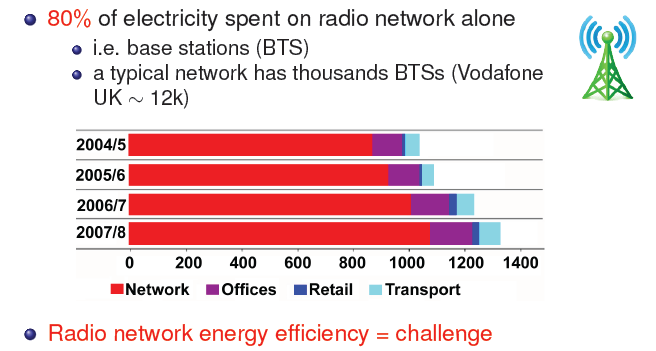 80% of electricity spent on radio network alone
i.e. base stations (BTS)
a typical network has thousands BTSs (Vodafone
UK ∼ 12k)
2004/5
2005/6
2006/7
2007/8
0 200 400 600 800 1000 1200 1400
Network Offices Retail Transport
Radio network energy efficiency = challenge